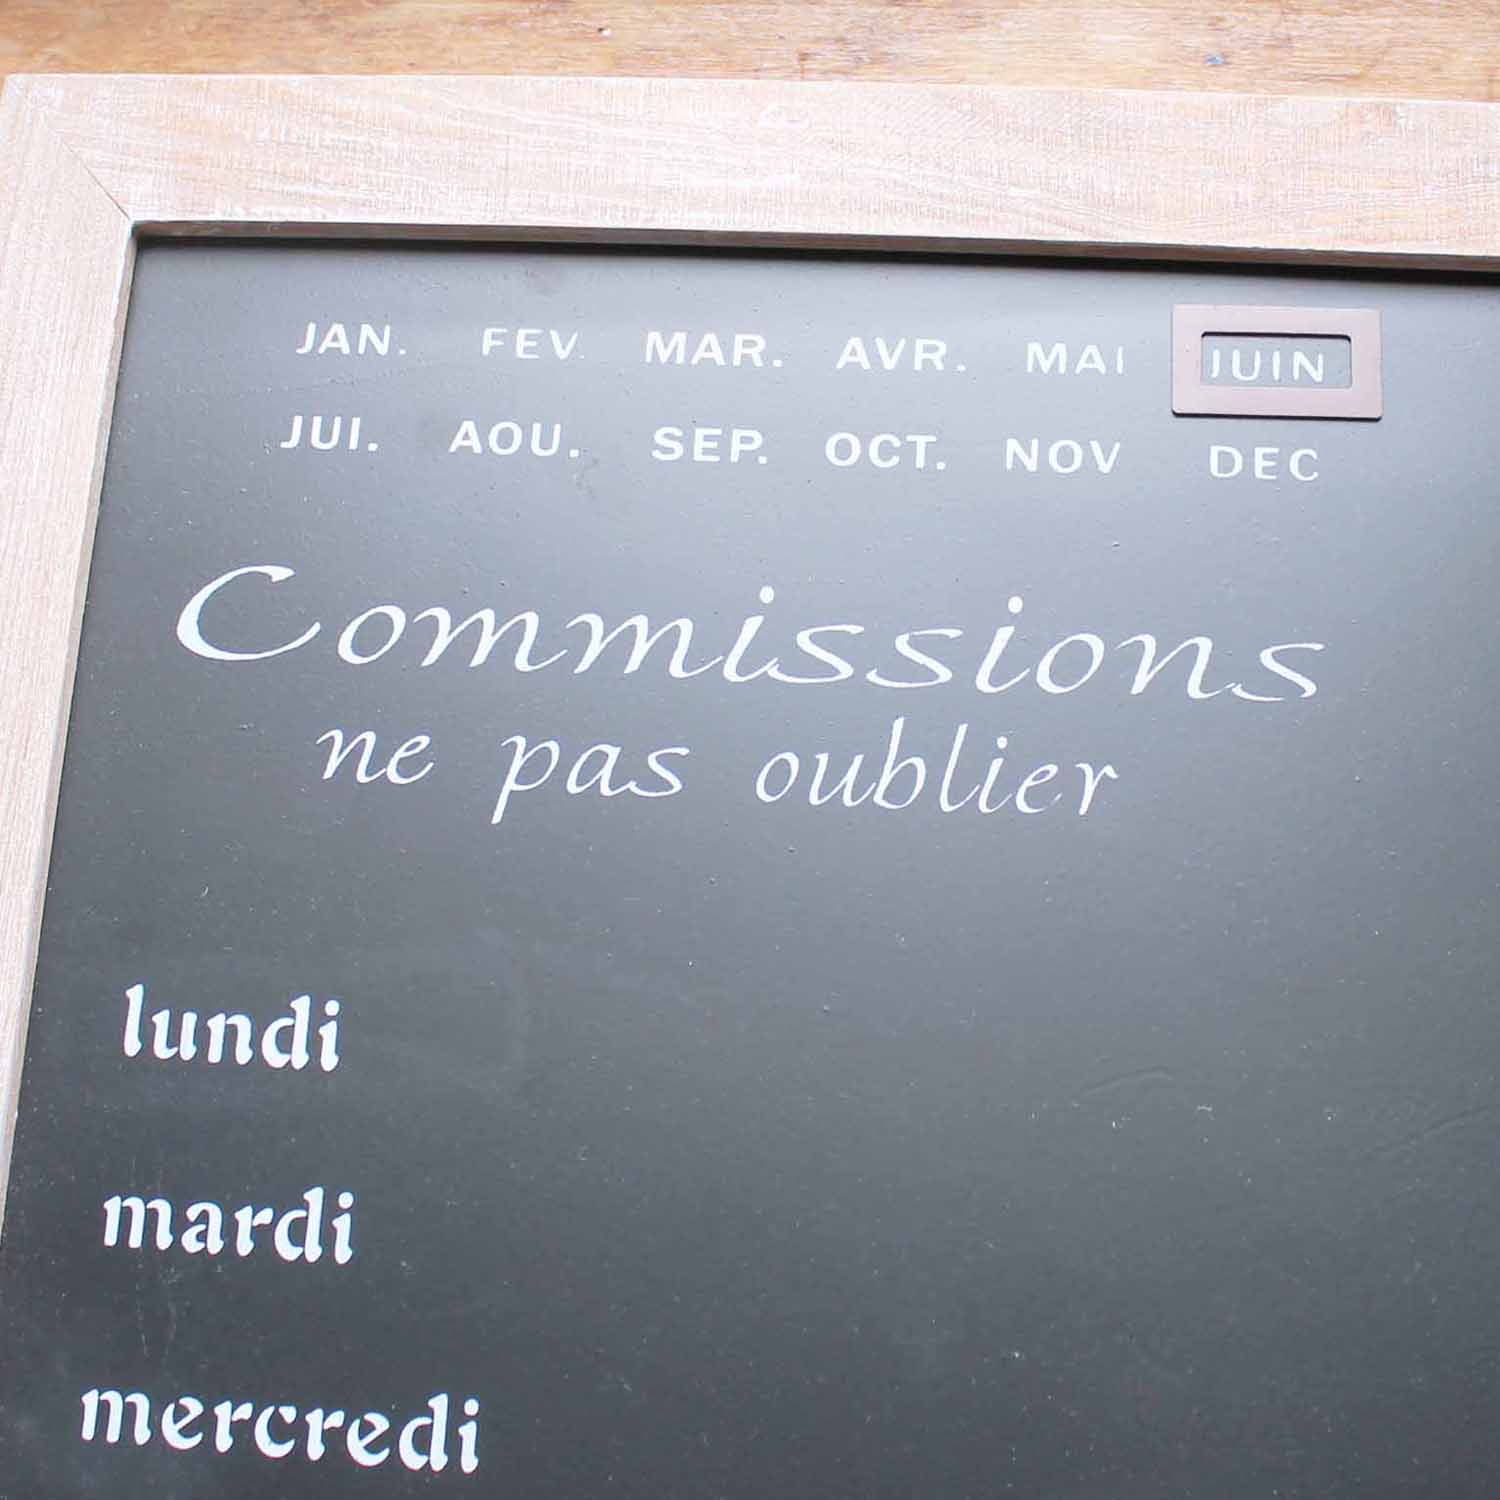 JAN. FEV. MAR. AVR. MAI JUIN
JUI. AOU. SEP. OCT. NOV DEC
Commissions
ne pas oublier
lundi
mardi
mercredi